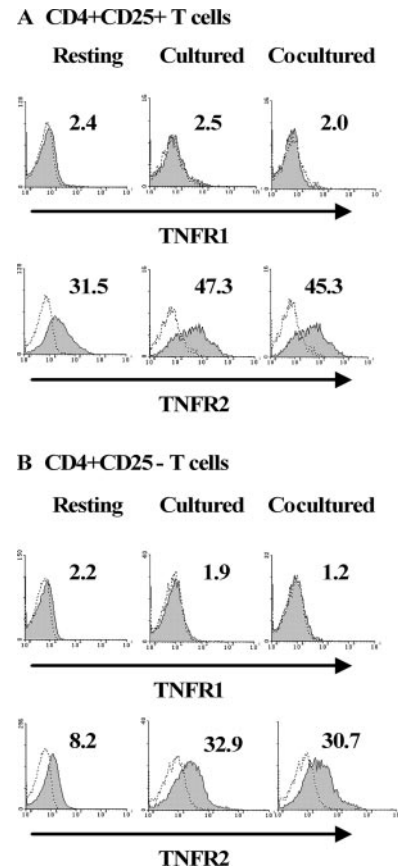 A CD4+CD25+ T cells
Resting Cultured Cocultured
2.4 2.5 2.0
TNFR1
31.5 47.3 45.3
TNFR2
B CD4+CD25- T cells
Resting Cultured Cocultured
2.2 1.9 1.2
TNFR1
8.2 32.9 30.7
TNFR2